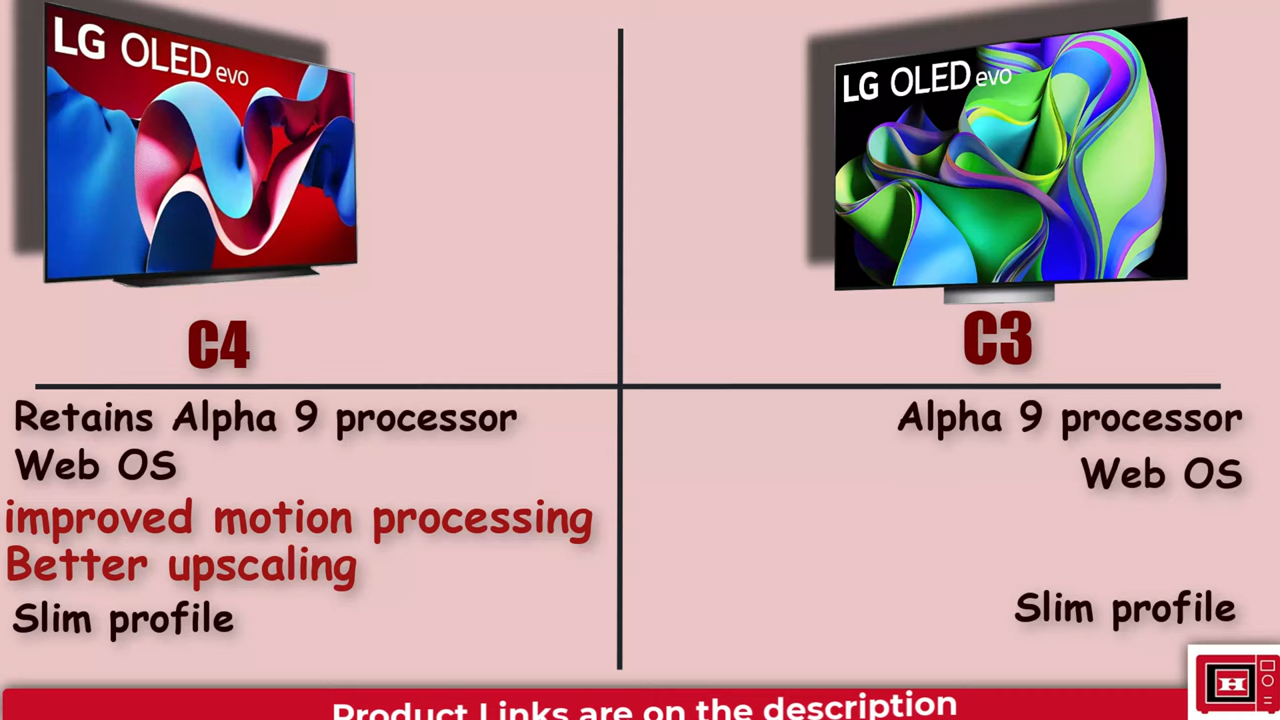 LG OLED evo
C4
Retains Alpha 9 processor
Web OS
improved motion processing
Better upscaling
Slim profile
LG OLED evo
C3
Alpha 9 processor
Web OS
Slim profile
Product Links are on the description
H